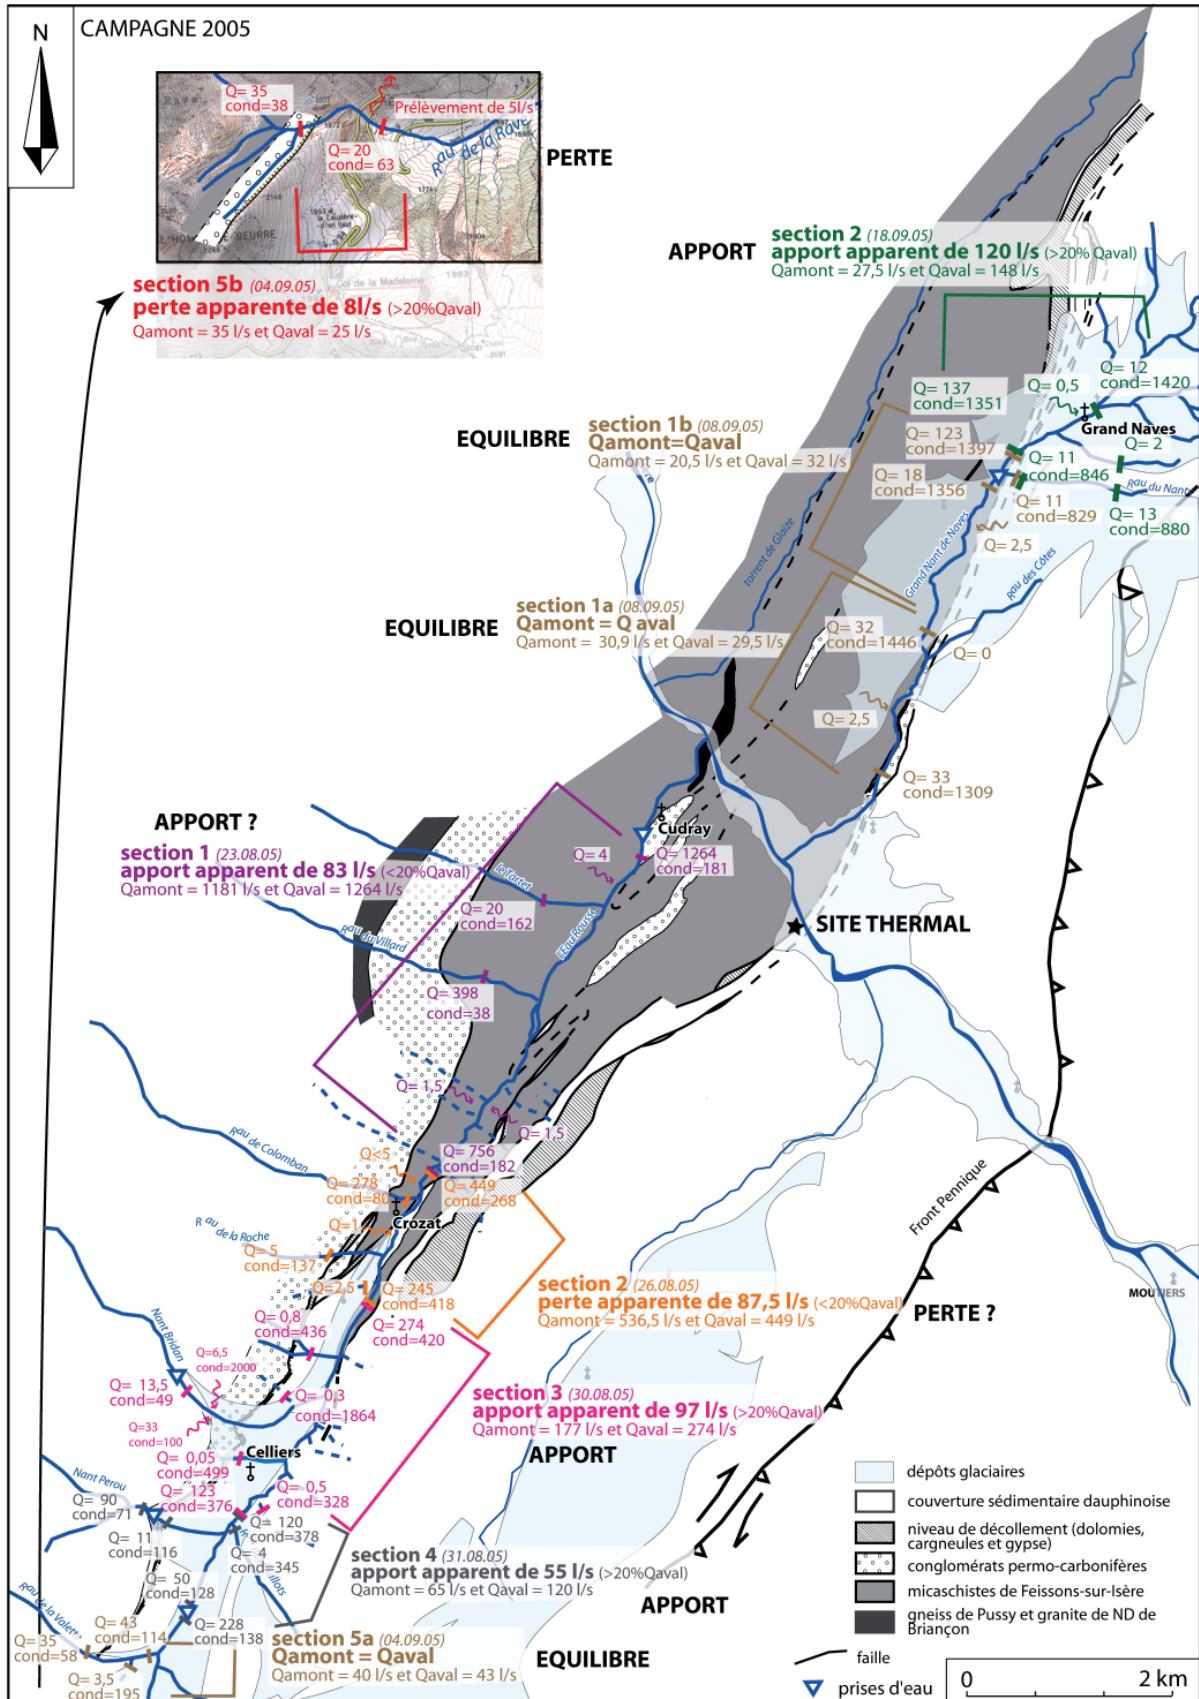 N
CAMPAGNE 2005
Q= 35
cond=38
Prélèvement de 5l/s
Q= 20
cond= 63
Rau de la Rave
PERTE
section 5b (04.09.05)
perte apparente de 8l/s (>20%Qaval)
Qamont = 35 l/s et Qaval = 25 l/s
Col de la Madeleine
1993
APPORT
section 2 (18.09.05)
apport apparent de 120 l/s (>20% Qaval)
Qamont = 27,5 l/s et Qaval = 148 l/s
Q= 137
cond=1351
Q= 12
cond=1420
Q= 0,5
Grand Naves
Q= 2
Q= 11
cond=846
Rau du Nant
Q= 13
cond=880
EQUILIBRE
section 1b (08.09.05)
Qamont=Qaval
Qamont = 20,5 l/s et Qaval = 32 l/s
Q= 123
cond=1397
Q= 18
cond=1356
Q= 11
cond=829
Q= 2,5
torrent de Glaize
Grand Nant de Naves
Rau des Côtes
EQUILIBRE
section 1a (08.09.05)
Qamont = Q aval
Qamont = 30,9 l/s et Qaval = 29,5 l/s
Q= 32
cond=1446
Q= 0
Q= 2,5
Q= 33
cond=1309
APPORT ?
section 1 (23.08.05)
apport apparent de 83 l/s (<20%Qaval)
Qamont = 1181 l/s et Qaval = 1264 l/s
Cudray
Q= 4
Q= 1264
cond=181
le Tartet
Q= 20
cond=162
l'Eau Rousse
SITE THERMAL
Rau du Villard
Q= 398
cond=38
Q= 1,5
Q= 1,5
Rau de Colomban
Q<5
Q= 756
cond=182
Q= 278
cond=80
Q= 449
cond=268
Crozat
Rau de la Roche
Q=1
Q= 5
cond=137
Q=2,5
Q= 245
cond=418
section 2 (26.08.05)
perte apparente de 87,5 l/s (<20%Qaval)
Qamont = 536,5 l/s et Qaval = 449 l/s
PERTE ?
Front Pennique
MOUTIERS
Q= 0,8
cond=436
Q= 274
cond=420
Nant Bridan
Q=6,5
cond=2000
Q= 13,5
cond=49
Q= 0,3
cond=1864
section 3 (30.08.05)
apport apparent de 97 l/s (>20%Qaval)
Qamont = 177 l/s et Qaval = 274 l/s
APPORT
Q=33
cond=100
Q= 0,05
cond=499
Celliers
Nant Perou
Q= 90
cond=71
Q= 123
cond=376
Q= 0,5
cond=328
Q= 120
cond=378
Q= 11
cond=116
Q= 4
cond=345
section 4 (31.08.05)
apport apparent de 55 l/s (>20%Qaval)
Qamont = 65 l/s et Qaval = 120 l/s
APPORT
Q= 50
cond=128
Rau de la Valette
Q= 43
cond=114
Q= 228
cond=138
Q= 35
cond=58
Q= 3,5
cond=195
section 5a (04.09.05)
Qamont = Qaval
Qamont = 40 l/s et Qaval = 43 l/s
EQUILIBRE
dépôts glaciaires
couverture sédimentaire dauphinoise
niveau de décollement (dolomies,
cargneules et gypse)
conglomérats permo-carbonifères
micaschistes de Feissons-sur-Isère
gneiss de Pussy et granite de ND de
Briançon
faille
prises d'eau
0 2 km